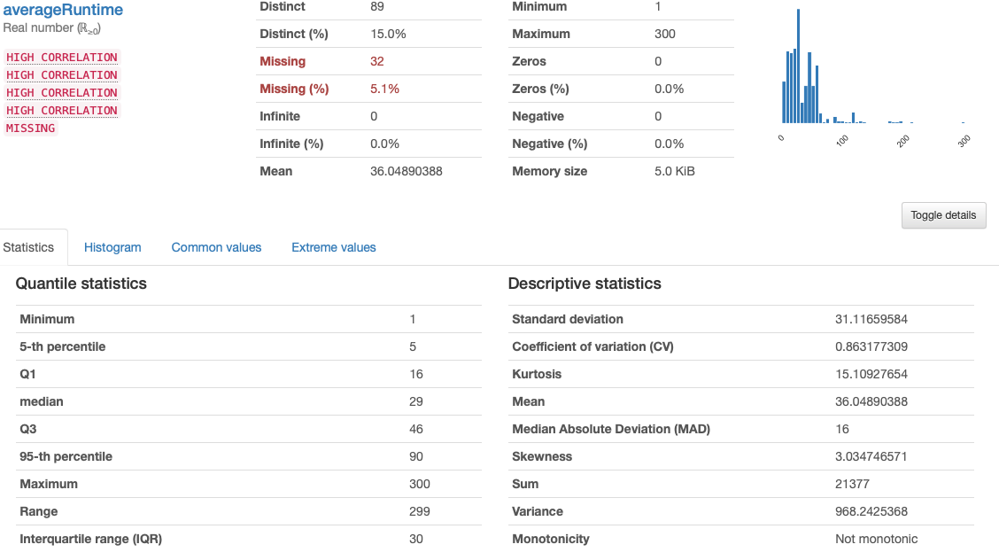 averageRuntime
Real number (ℝ≥0)
HIGH CORRELATION
HIGH CORRELATION
HIGH CORRELATION
HIGH CORRELATION
MISSING
Distinct 89
Distinct (%) 15.0%
Missing 32
Missing (%) 5.1%
Infinite 0
Infinite (%) 0.0%
Mean 36.04890388
Minimum 1
Maximum 300
Zeros 0
Zeros (%) 0.0%
Negative 0
Negative (%) 0.0%
Memory size 5.0 KiB
0 100 200 300
Toggle details
Statistics Histogram Common values Extreme values
Quantile statistics
Minimum 1
5-th percentile 5
Q1 16
median 29
Q3 46
95-th percentile 90
Maximum 300
Range 299
Interquartile range (IQR) 30
Descriptive statistics
Standard deviation 31.11659584
Coefficient of variation (CV) 0.863177309
Kurtosis 15.10927654
Mean 36.04890388
Median Absolute Deviation (MAD) 16
Skewness 3.034746571
Sum 21377
Variance 968.2425368
Monotonicity Not monotonic